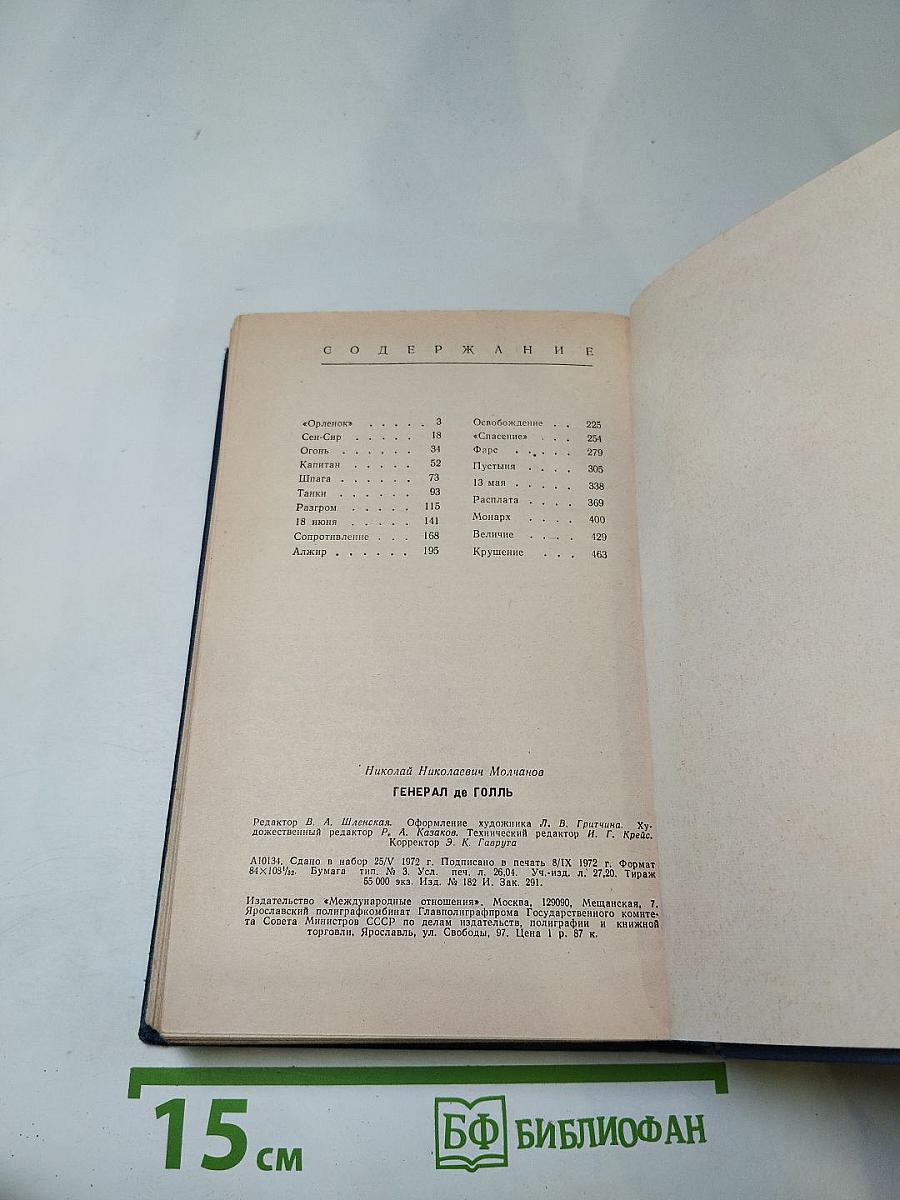 СОДЕРЖАНИЕ
«Орленок» . . . . . 3
Сен-Сир . . . . . 18
Огонь . . . . . . 34
Капитан . . . . . 52
Шпага . . . . . . 73
Танки . . . . . . 93
Разгром . . . . . 115
18 июня . . . . . 141
Сопротивление . . . 168
Алжир . . . . . . 195
Освобождение . . 225
«Спасение» . . . 254
Фарс . . . . 279
Пустыня . . . . 305
13 мая . . . . . 338
Расплата . . . . 369
Монарх . . . . 400
Величие . . . . 429
Крушение . . . 463
Николай Николаевич Молчанов
ГЕНЕРАЛ де ГОЛЛЬ
Редактор В. А. Шленская. Оформление художника Л. В. Гритчина. Ху-
дожественный редактор Р. А. Казаков. Технический редактор И. Г. Крейс.
Корректор Э. К. Гавруга
А10134. Сдано в набор 25/V 1972 г. Подписано в печать 8/IX 1972 г. Формат
84×108¹/₃₂. Бумага тип. № 3. Усл. печ. л. 26,04. Уч.-изд. л. 27,20. Тираж
55 000 экз. Изд. № 182 И. Зак. 291.
Издательство «Международные отношения». Москва, 129090, Мещанская, 7.
Ярославский полиграфкомбинат Главполиграфпрома Государственного комите-
та Совета Министров СССР по делам издательств, полиграфии и книжной
торговли, Ярославль, ул. Свободы, 97. Цена 1 р. 87 к.
15 см
БФ БИБЛИОФАН